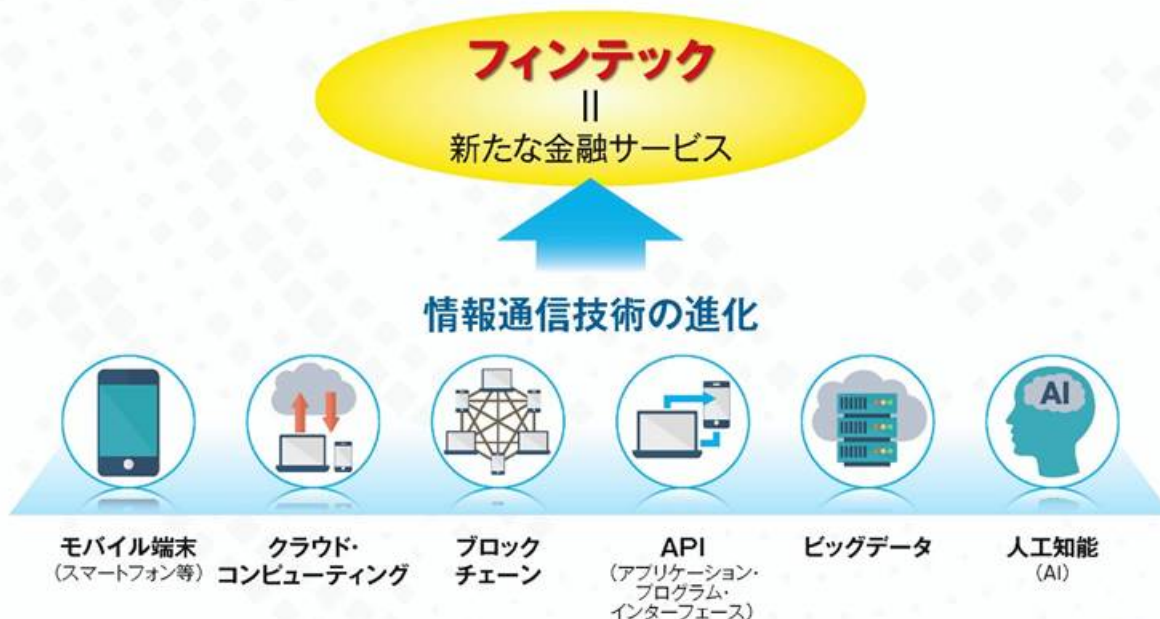 フィンテック
＝
新たな金融サービス
情報通信技術の進化
AI
モバイル端末
（スマートフォン等）
クラウド・
コンピューティング
ブロック
チェーン
API
（アプリケーション・
プログラム・
インターフェース）
ビッグデータ
人工知能
（AI）